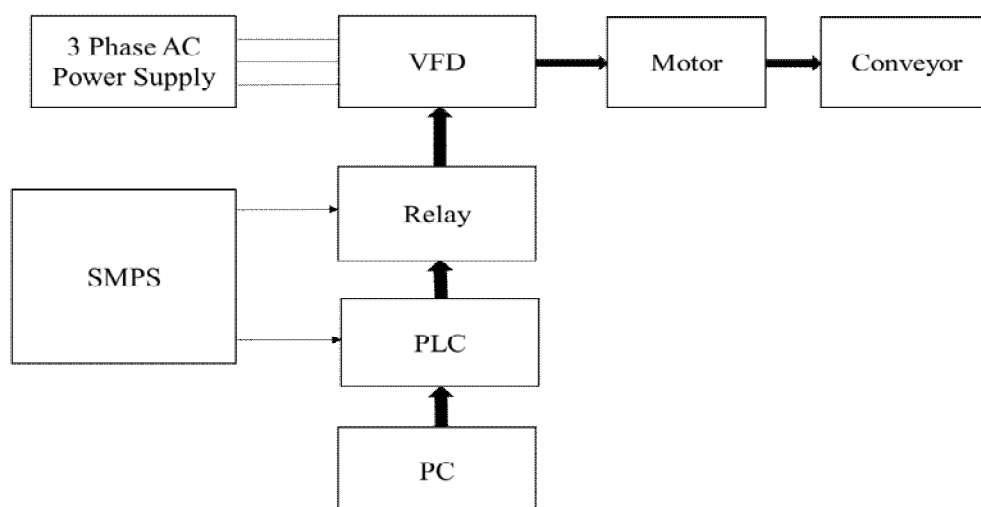 3 Phase AC
Power Supply
VFD
Motor
Conveyor
Relay
SMPS
PLC
PC